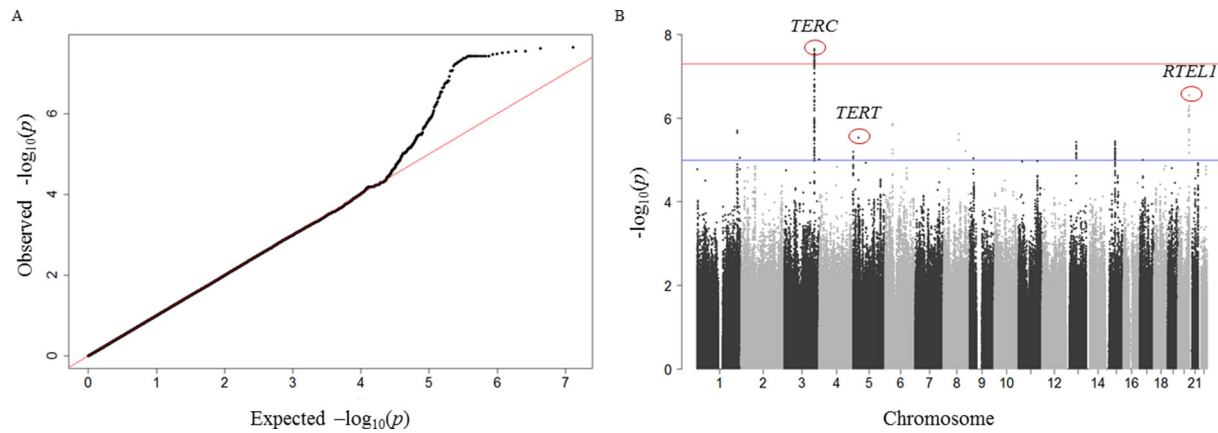 A
Observed -log10(p)
6
4
2
0
0 1 2 3 4 5 6 7
Expected –log10(p)
B
TERC
RTEL1
TERT
-log10(p)
8
6
5
4
3
2
0
1 2 3 4 5 6 7 8 9 10 12 14 16 18 21
Chromosome